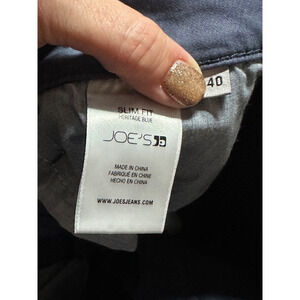 SLIM FIT
HERITAGE BLUE
JOE'S
MADE IN CHINA
FABRIQUÉ EN CHINE
HECHO EN CHINA
WWW.JOESJEANS.COM
40